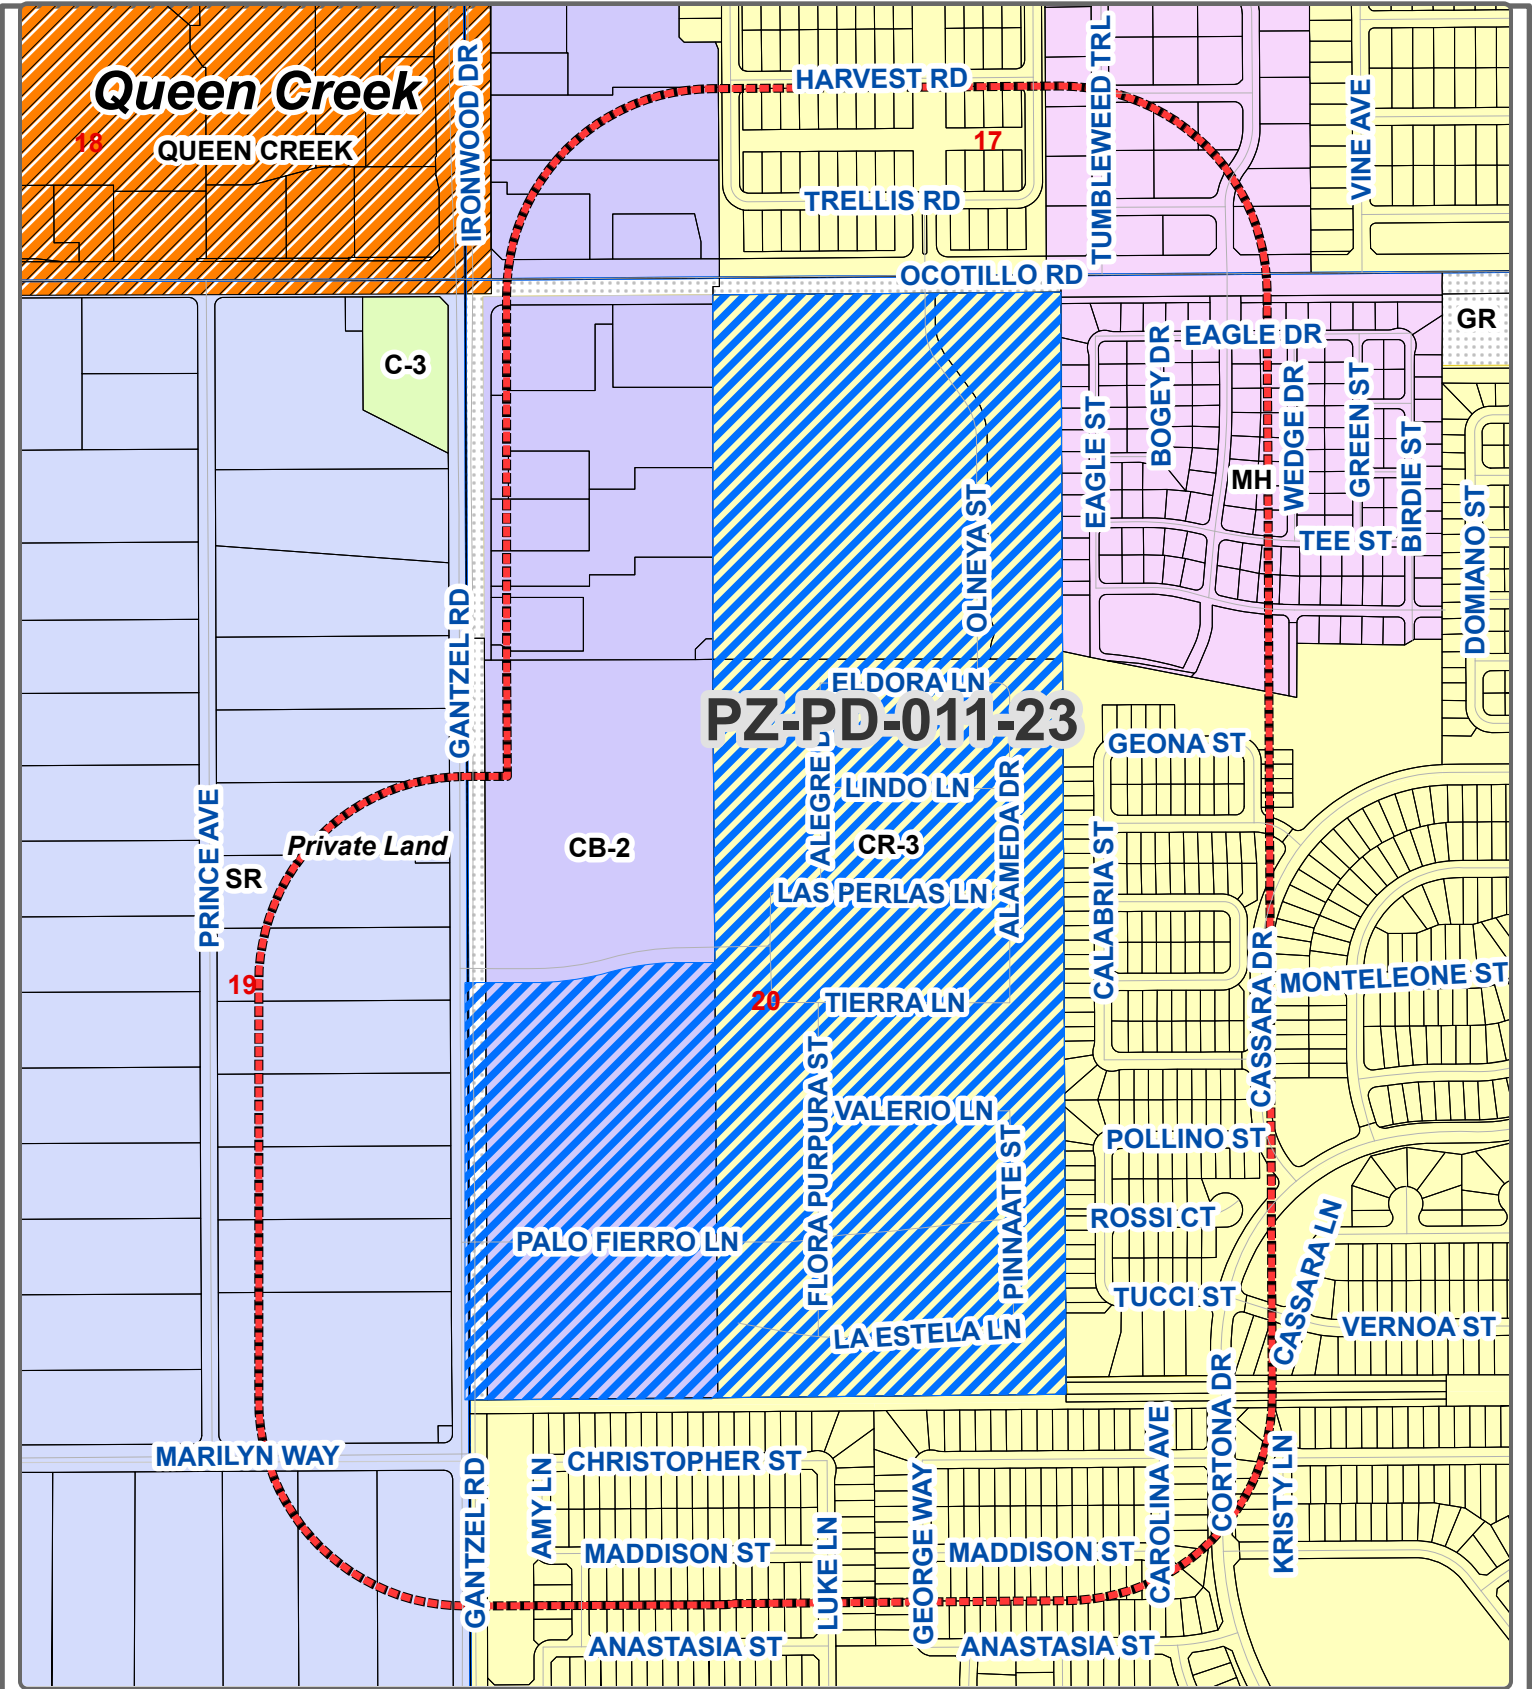 Queen Creek
18
QUEEN CREEK
IRONWOOD DR
HARVEST RD
17
TRELLIS RD
TUMBLEWEED TRL
VINE AVE
OCOTILLO RD
GR
C-3
EAGLE DR
BOGEY DR
EAGLE ST
MH
WEDGE DR
GREEN ST
BIRDIE ST
TEE ST
DOMIANO ST
OLNEYA ST
GANTZEL RD
ELDORA LN
PZ-PD-011-23
GEONA ST
ALEGRE D
LINDO LN
ALAMEDA DR
PRINCE AVE
Private Land
SR
CB-2
CR-3
LAS PERLAS LN
CALABRIA ST
CASSARA DR
MONTELEONE ST
19
20
TIERRA LN
FLORA PURPURA ST
VALERIO LN
PINNAATE ST
POLLINO ST
ROSSI CT
PALO FIERRO LN
CASSARA LN
TUCCI ST
VERNOA ST
LA ESTELA LN
MARILYN WAY
GANTZEL RD
AMY LN
CHRISTOPHER ST
GEORGE WAY
CAROLINA AVE
CORTONA DR
KRISTY LN
MADDISON ST
LUKE LN
MADDISON ST
ANASTASIA ST
ANASTASIA ST